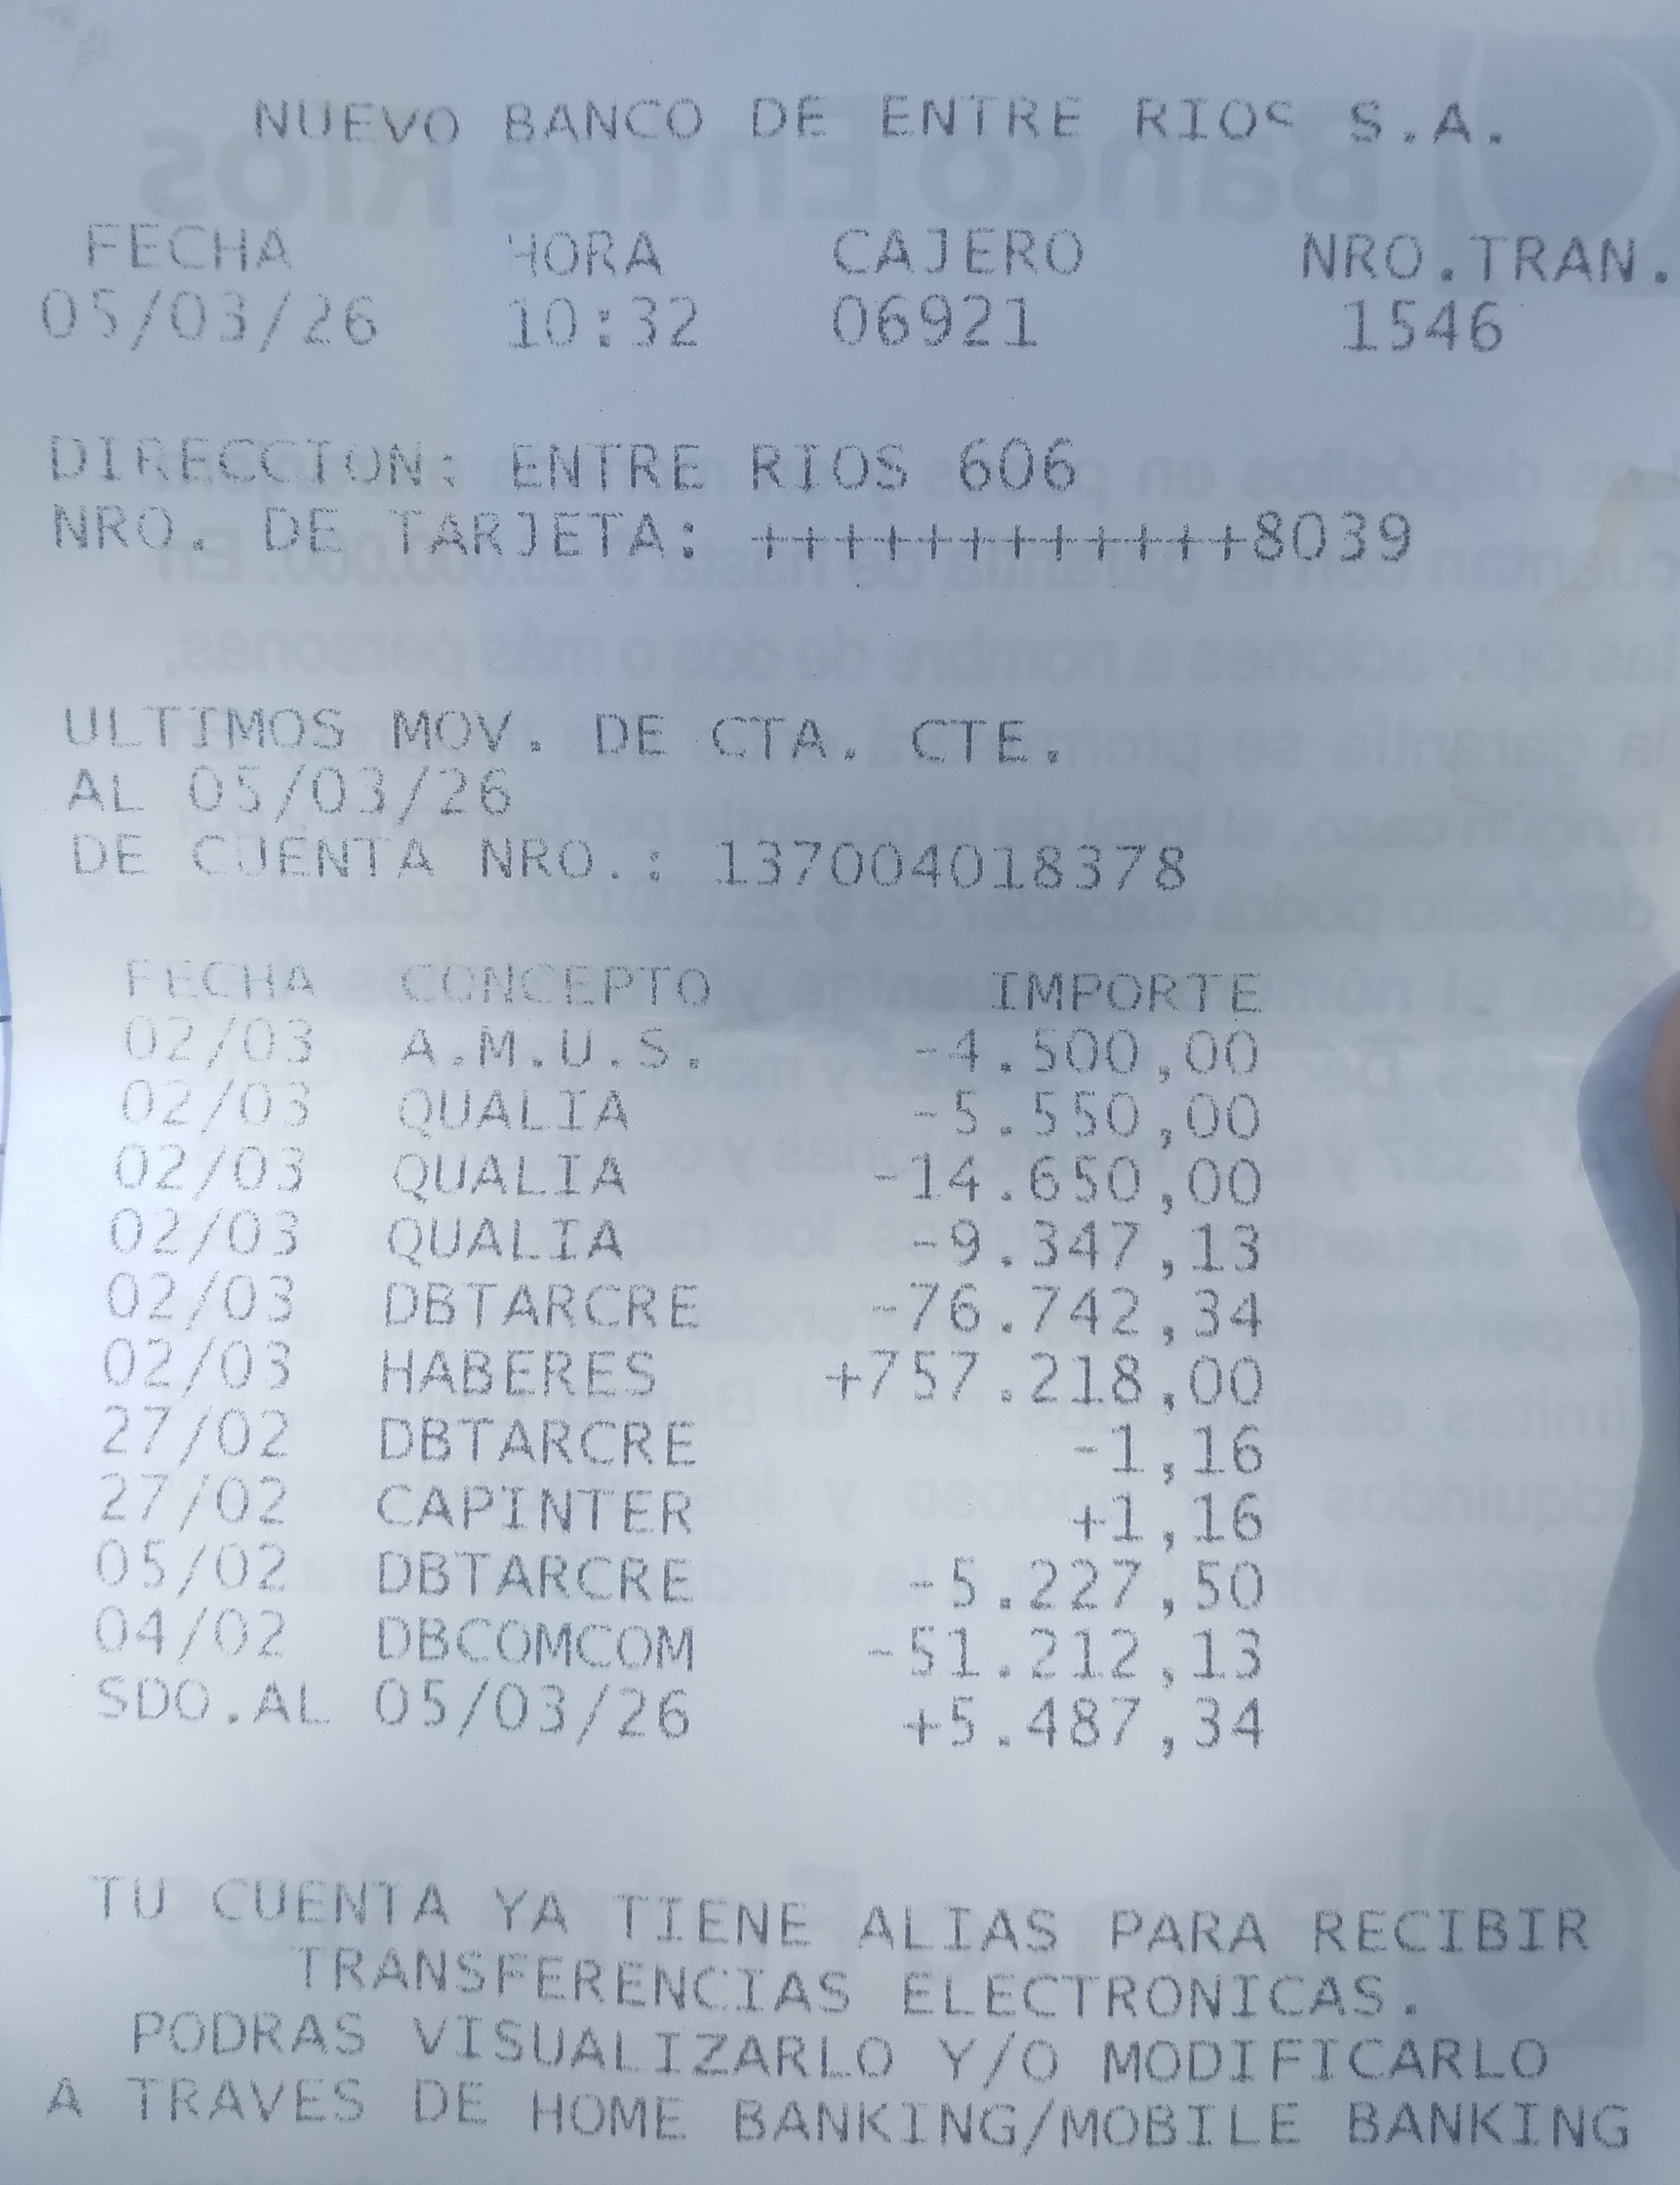 NUEVO BANCO DE ENTRE RIOS S.A.
FECHA HORA CAJERO NRO.TRAN.
05/03/26 10:32 06921 1546
DIRECCION: ENTRE RIOS 606
NRO. DE TARJETA: +++++++++++++8039
ULTIMOS MOV. DE CTA. CTE.
AL 05/03/26
DE CUENTA NRO.: 137004018378
FECHA CONCEPTO IMPORTE
02/03 A.M.U.S. -4.500,00
02/03 QUALIA -5.550,00
02/03 QUALIA -14.650,00
02/03 QUALIA -9.347,13
02/03 DBTARCRE -76.742,34
02/03 HABERES +757.218,00
27/02 DBTARCRE -1,16
27/02 CAPINTER +1,16
05/02 DBTARCRE -5.227,50
04/02 DBCOMCOM -51.212,13
SDO.AL 05/03/26 +5.487,34
TU CUENTA YA TIENE ALIAS PARA RECIBIR
TRANSFERENCIAS ELECTRONICAS.
PODRAS VISUALIZARLO Y/O MODIFICARLO
A TRAVES DE HOME BANKING/MOBILE BANKING